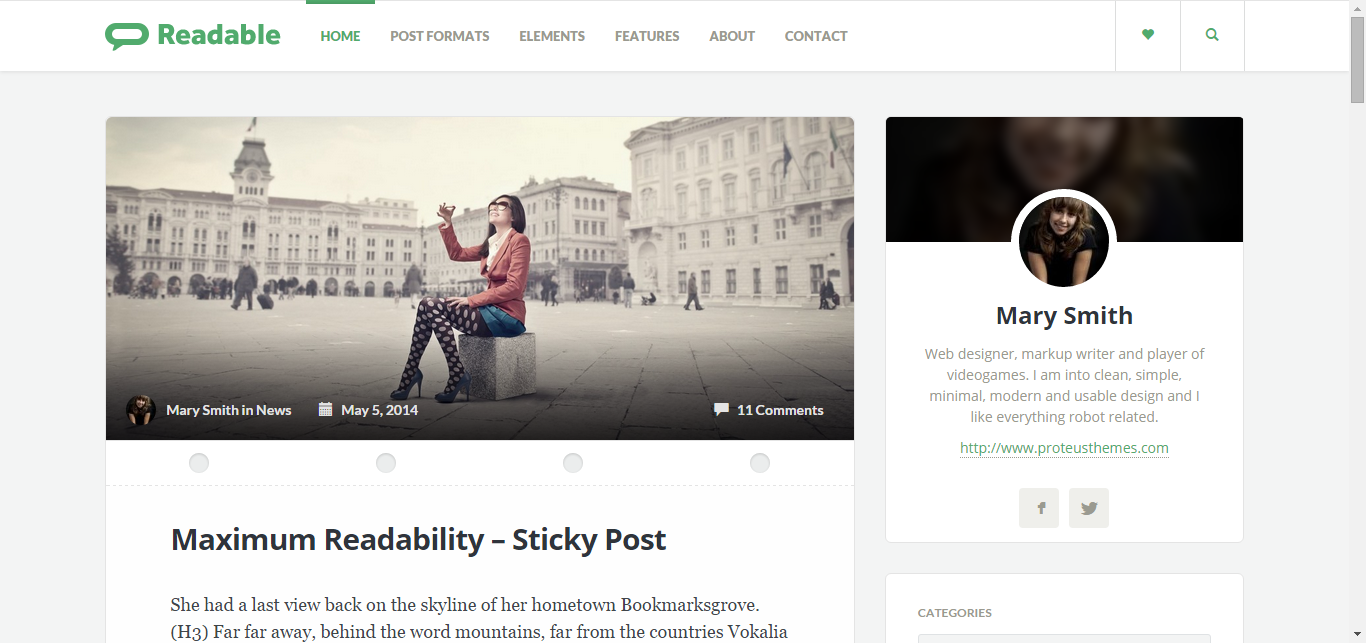 Readable
HOME
POST FORMATS
ELEMENTS
FEATURES
ABOUT
CONTACT
Mary Smith in News
May 5, 2014
11 Comments
Maximum Readability – Sticky Post
She had a last view back on the skyline of her hometown Bookmarksgrove.
(H3) Far far away, behind the word mountains, far from the countries Vokalia
Mary Smith
Web designer, markup writer and player of
videogames. I am into clean, simple,
minimal, modern and usable design and I
like everything robot related.
http://www.proteusthemes.com
CATEGORIES